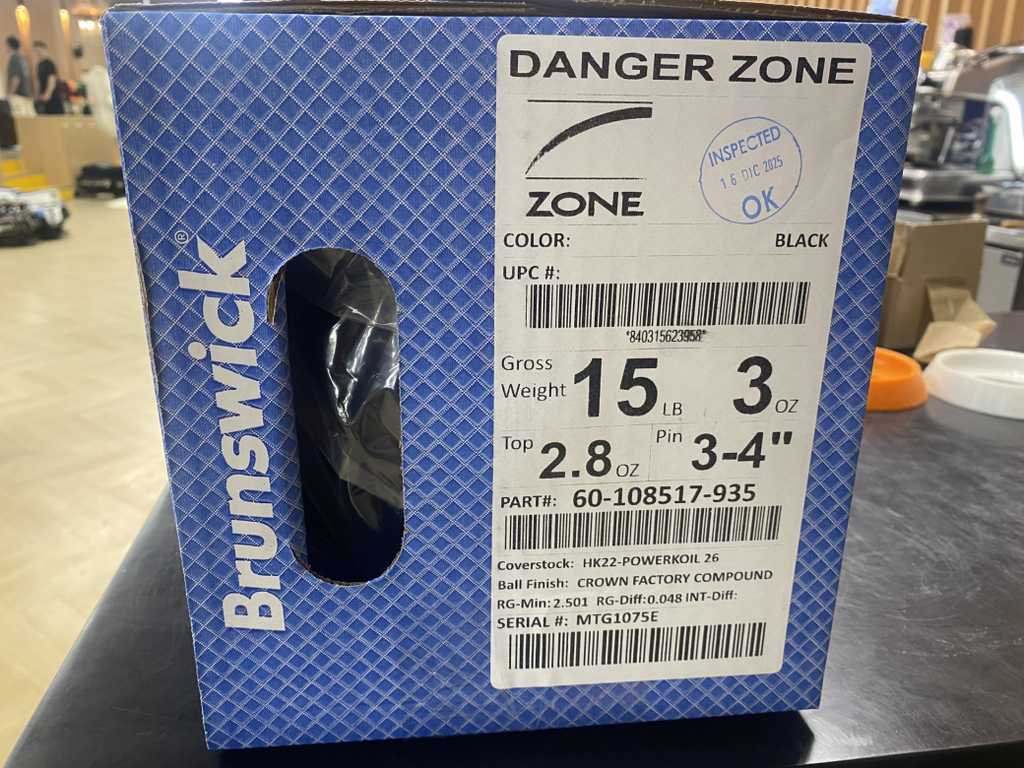 Brunswick®
DANGER ZONE
ZONE
INSPECTED
16 DIC 2025
OK
COLOR: BLACK
UPC #:
*840315623958*
Gross Weight 15 LB 3 OZ
Top 2.8 OZ Pin 3-4"
PART#: 60-108517-935
Coverstock: HK22-POWERKOIL 26
Ball Finish: CROWN FACTORY COMPOUND
RG-Min: 2.501 RG-Diff: 0.048 INT-Diff:
SERIAL #: MTG1075E